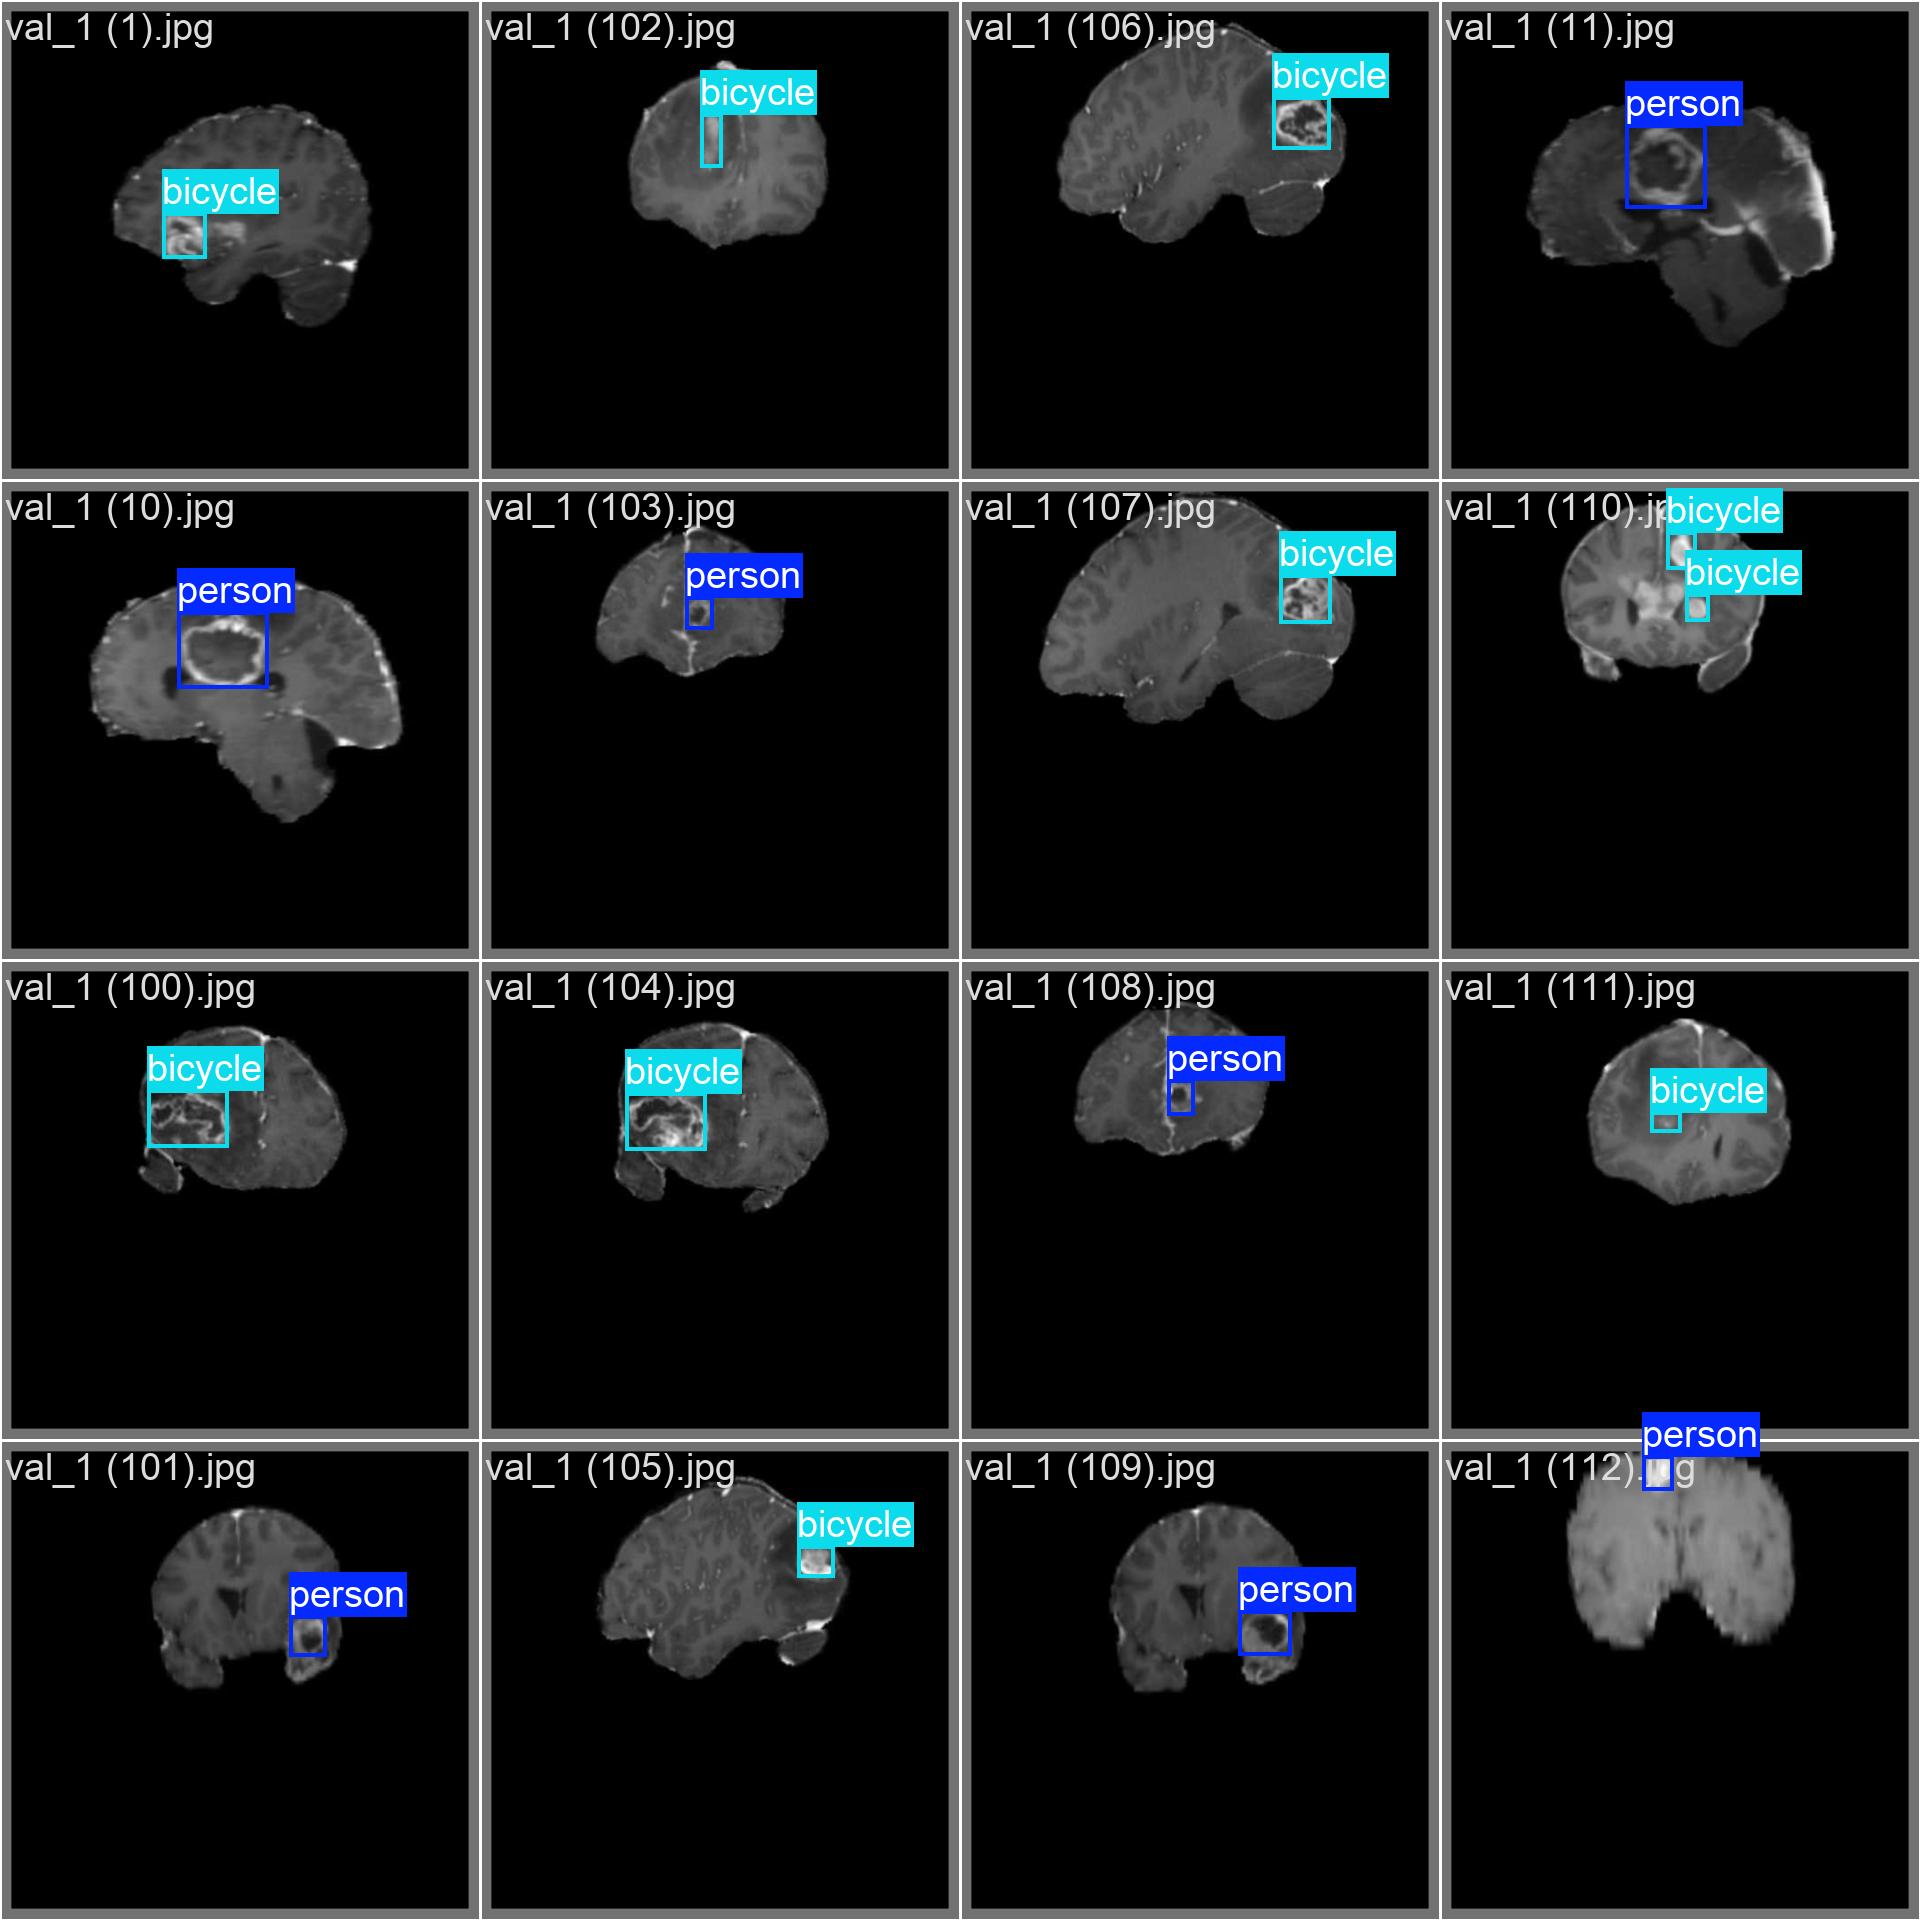 val_1 (1).jpg
bicycle
val_1 (102).jpg
bicycle
val_1 (106).jpg
bicycle
val_1 (11).jpg
person
val_1 (10).jpg
person
val_1 (103).jpg
person
val_1 (107).jpg
bicycle
val_1 (110).jp
bicycle
bicycle
val_1 (100).jpg
bicycle
val_1 (104).jpg
bicycle
val_1 (108).jpg
person
val_1 (111).jpg
bicycle
val_1 (101).jpg
person
val_1 (105).jpg
bicycle
val_1 (109).jpg
person
val_1 (112).jpg
person